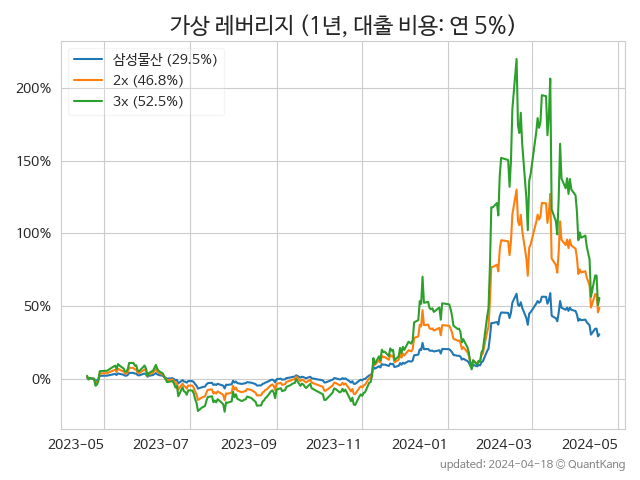 가상 레버리지 (1년, 대출 비용: 연 5%)
삼성물산 (29.5%)
2x (46.8%)
3x (52.5%)
200%
150%
100%
50%
0%
2023-05 2023-07 2023-09 2023-11 2024-01 2024-03 2024-05
updated: 2024-04-18 © QuantKang